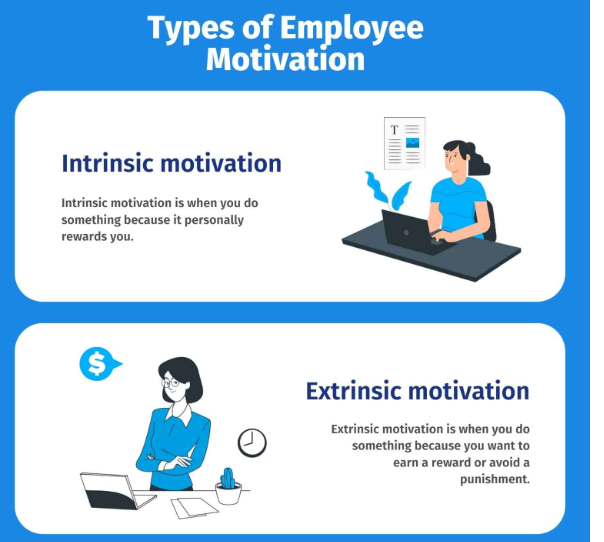 Types of Employee
Motivation
Intrinsic motivation
Intrinsic motivation is when you do
something because it personally
rewards you.
T
$
Extrinsic motivation
Extrinsic motivation is when you do
something because you want to
earn a reward or avoid a
punishment.